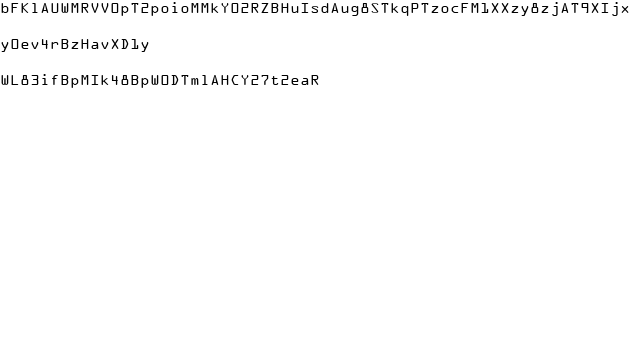 bFKlAUWMRVVOpT2poioMMkYO2RZBHuIsdAug8STkqPTzocFM1XXzy8zjAT9XIjx
yOev4rBzHavXD1y
WL83ifBpMIk48BpWODTmlAHCY27t2eaR